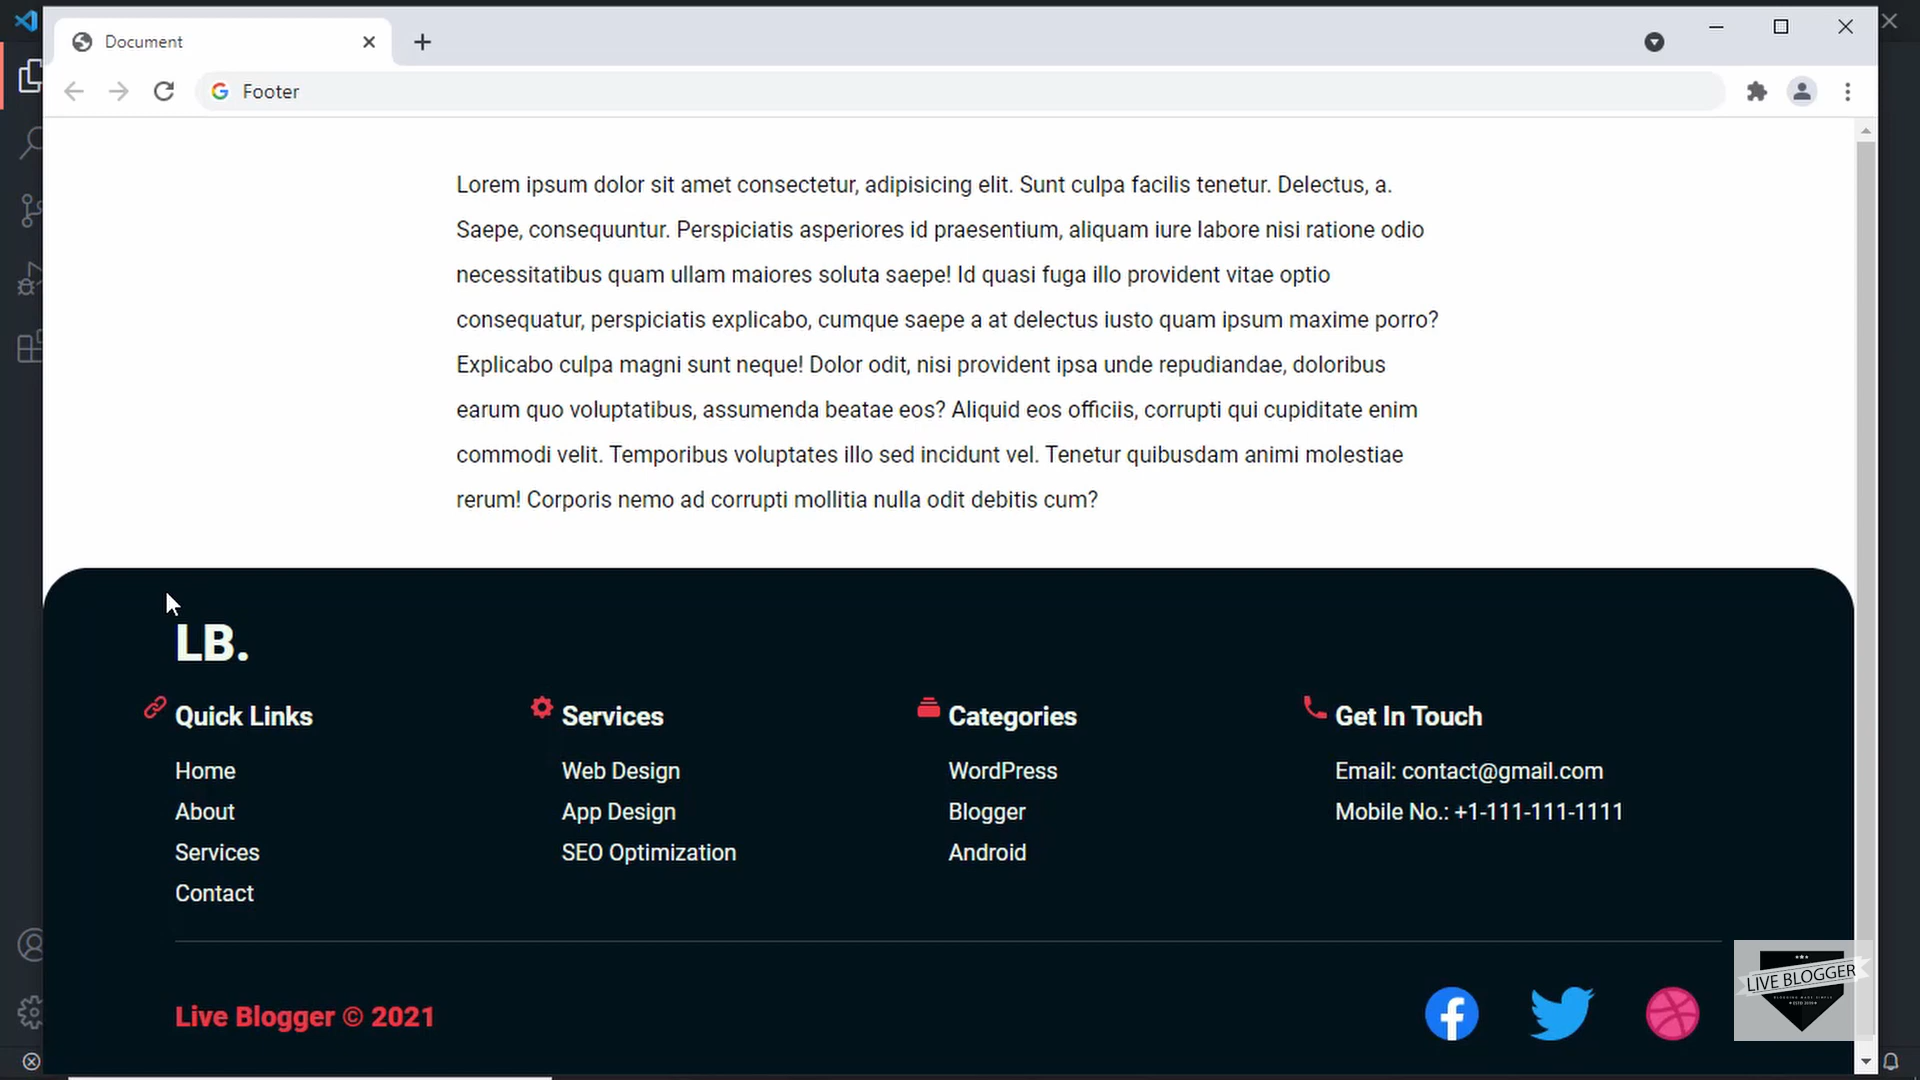 Document
Footer
Lorem ipsum dolor sit amet consectetur, adipisicing elit. Sunt culpa facilis tenetur. Delectus, a.
Saepe, consequuntur. Perspiciatis asperiores id praesentium, aliquam iure labore nisi ratione odio
necessitatibus quam ullam maiores soluta saepe! Id quasi fuga illo provident vitae optio
consequatur, perspiciatis explicabo, cumque saepe a at delectus iusto quam ipsum maxime porro?
Explicabo culpa magni sunt neque! Dolor odit, nisi provident ipsa unde repudiandae, doloribus
earum quo voluptatibus, assumenda beatae eos? Aliquid eos officiis, corrupti qui cupiditate enim
commodi velit. Temporibus voluptates illo sed incidunt vel. Tenetur quibusdam animi molestiae
rerum! Corporis nemo ad corrupti mollitia nulla odit debitis cum?
LB.
Quick Links
Home
About
Services
Contact
Services
Web Design
App Design
SEO Optimization
Categories
WordPress
Blogger
Android
Get In Touch
Email: contact@gmail.com
Mobile No.: +1-111-111-1111
Live Blogger © 2021
LIVE BLOGGER